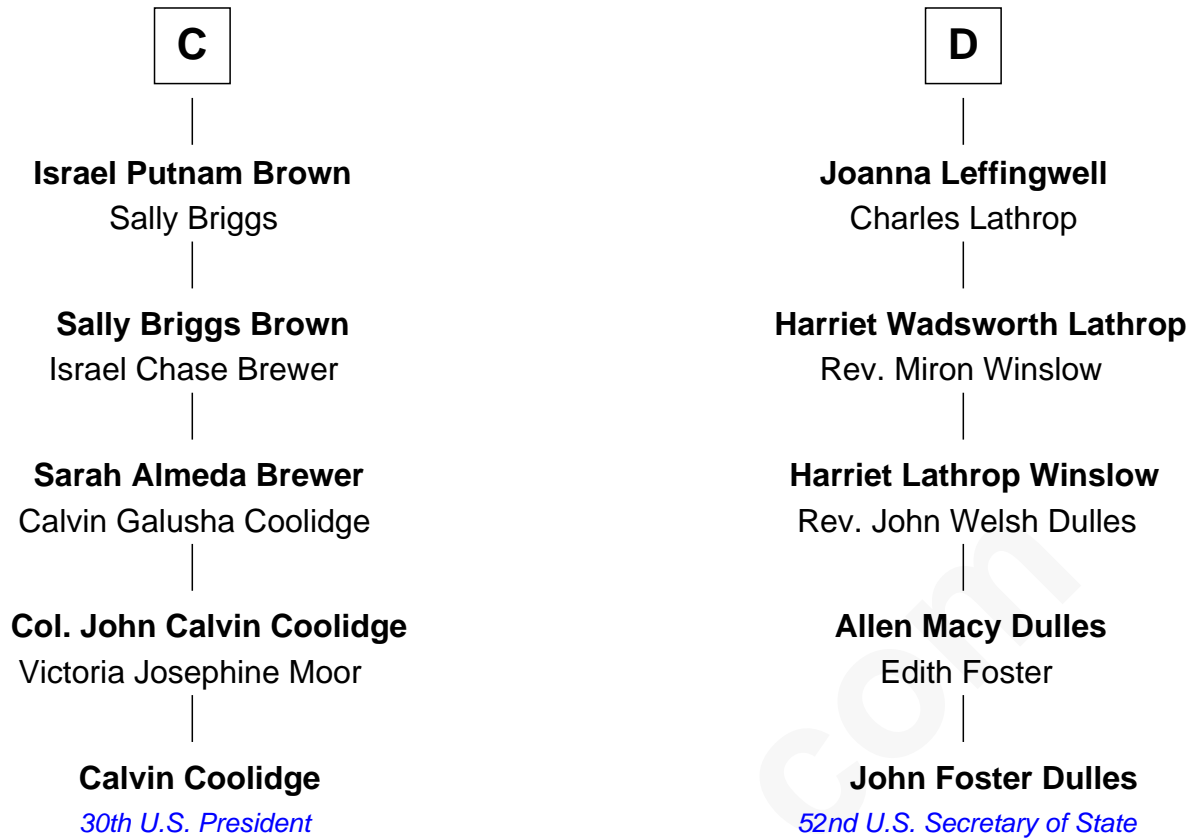 C
Israel Putnam Brown
Sally Briggs
Sally Briggs Brown
Israel Chase Brewer
Sarah Almeda Brewer
Calvin Galusha Coolidge
Col. John Calvin Coolidge
Victoria Josephine Moor
Calvin Coolidge
30th U.S. President
D
Joanna Leffingwell
Charles Lathrop
Harriet Wadsworth Lathrop
Rev. Miron Winslow
Harriet Lathrop Winslow
Rev. John Welsh Dulles
Allen Macy Dulles
Edith Foster
John Foster Dulles
52nd U.S. Secretary of State
com